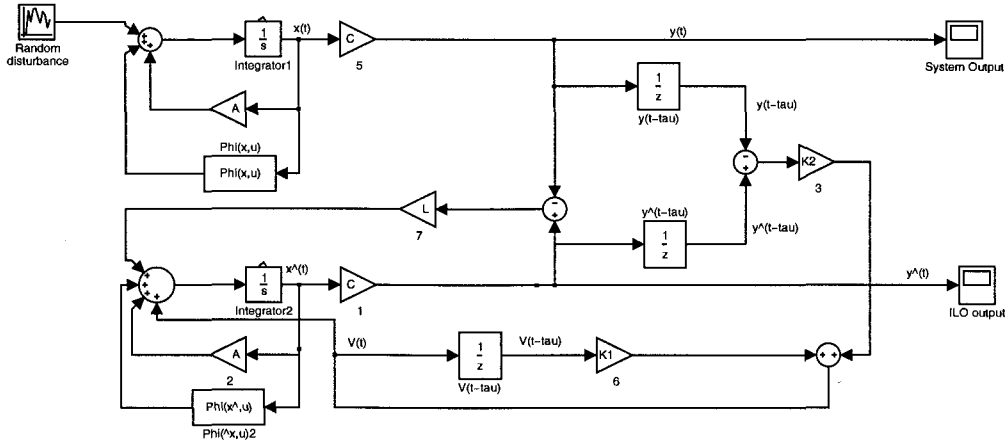 Random
disturbance
1
s
Integrator1
x(t)
C
5
y(t)
System Output
A
Phi(x,u)
Phi(x,u)
1
z
y(t-tau)
y(t-tau)
K2
3
L
7
y^(t-tau)
1
z
y^(t-tau)
1
s
Integrator2
x^(t)
C
1
y^(t)
ILO output
A
2
Phi(x^,u)
Phi(^x,u)2
V(t)
1
z
V(t-tau)
V(t-tau)
K1
6